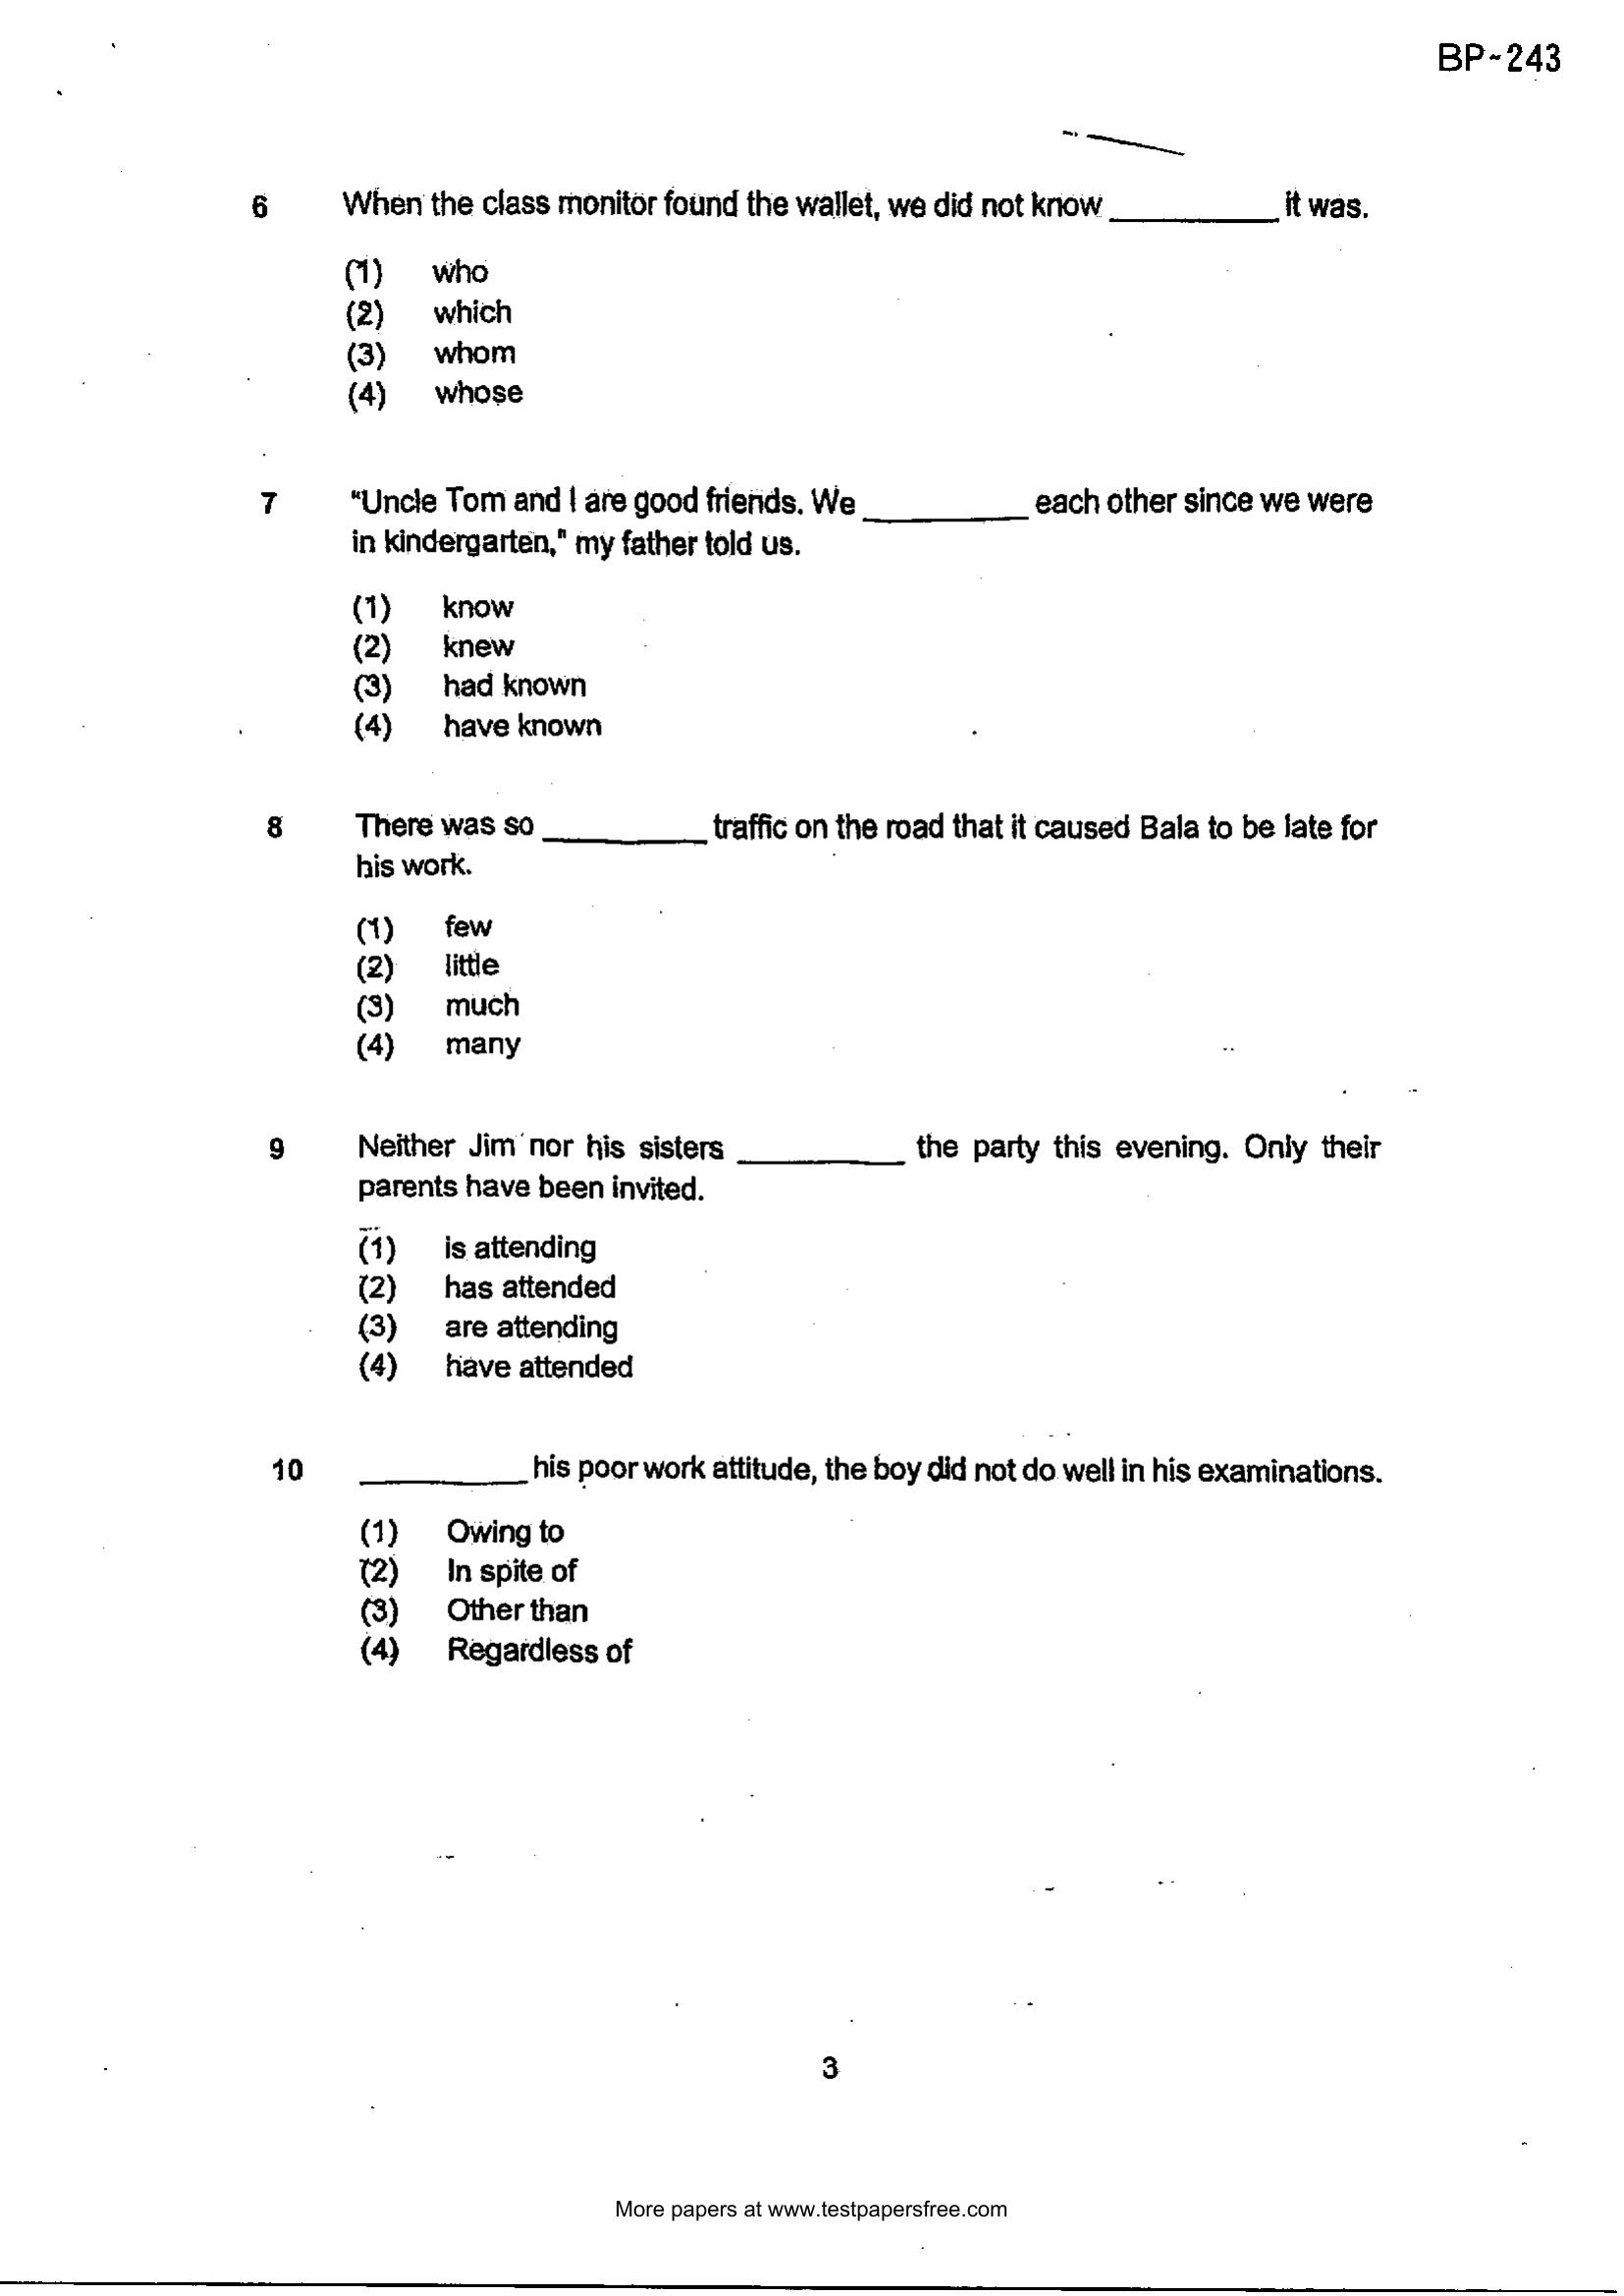 BP-243
6 When the class monitor found the wallet, we did not know __________ it was.
(1) who
(2) which
(3) whom
(4) whose
7 "Uncle Tom and I are good friends. We __________ each other since we were
in kindergarten," my father told us.
(1) know
(2) knew
(3) had known
(4) have known
8 There was so __________ traffic on the road that it caused Bala to be late for
his work.
(1) few
(2) little
(3) much
(4) many
9 Neither Jim nor his sisters __________ the party this evening. Only their
parents have been invited.
(1) is attending
(2) has attended
(3) are attending
(4) have attended
10 __________ his poor work attitude, the boy did not do well in his examinations.
(1) Owing to
(2) In spite of
(3) Other than
(4) Regardless of
3
More papers at www.testpapersfree.com